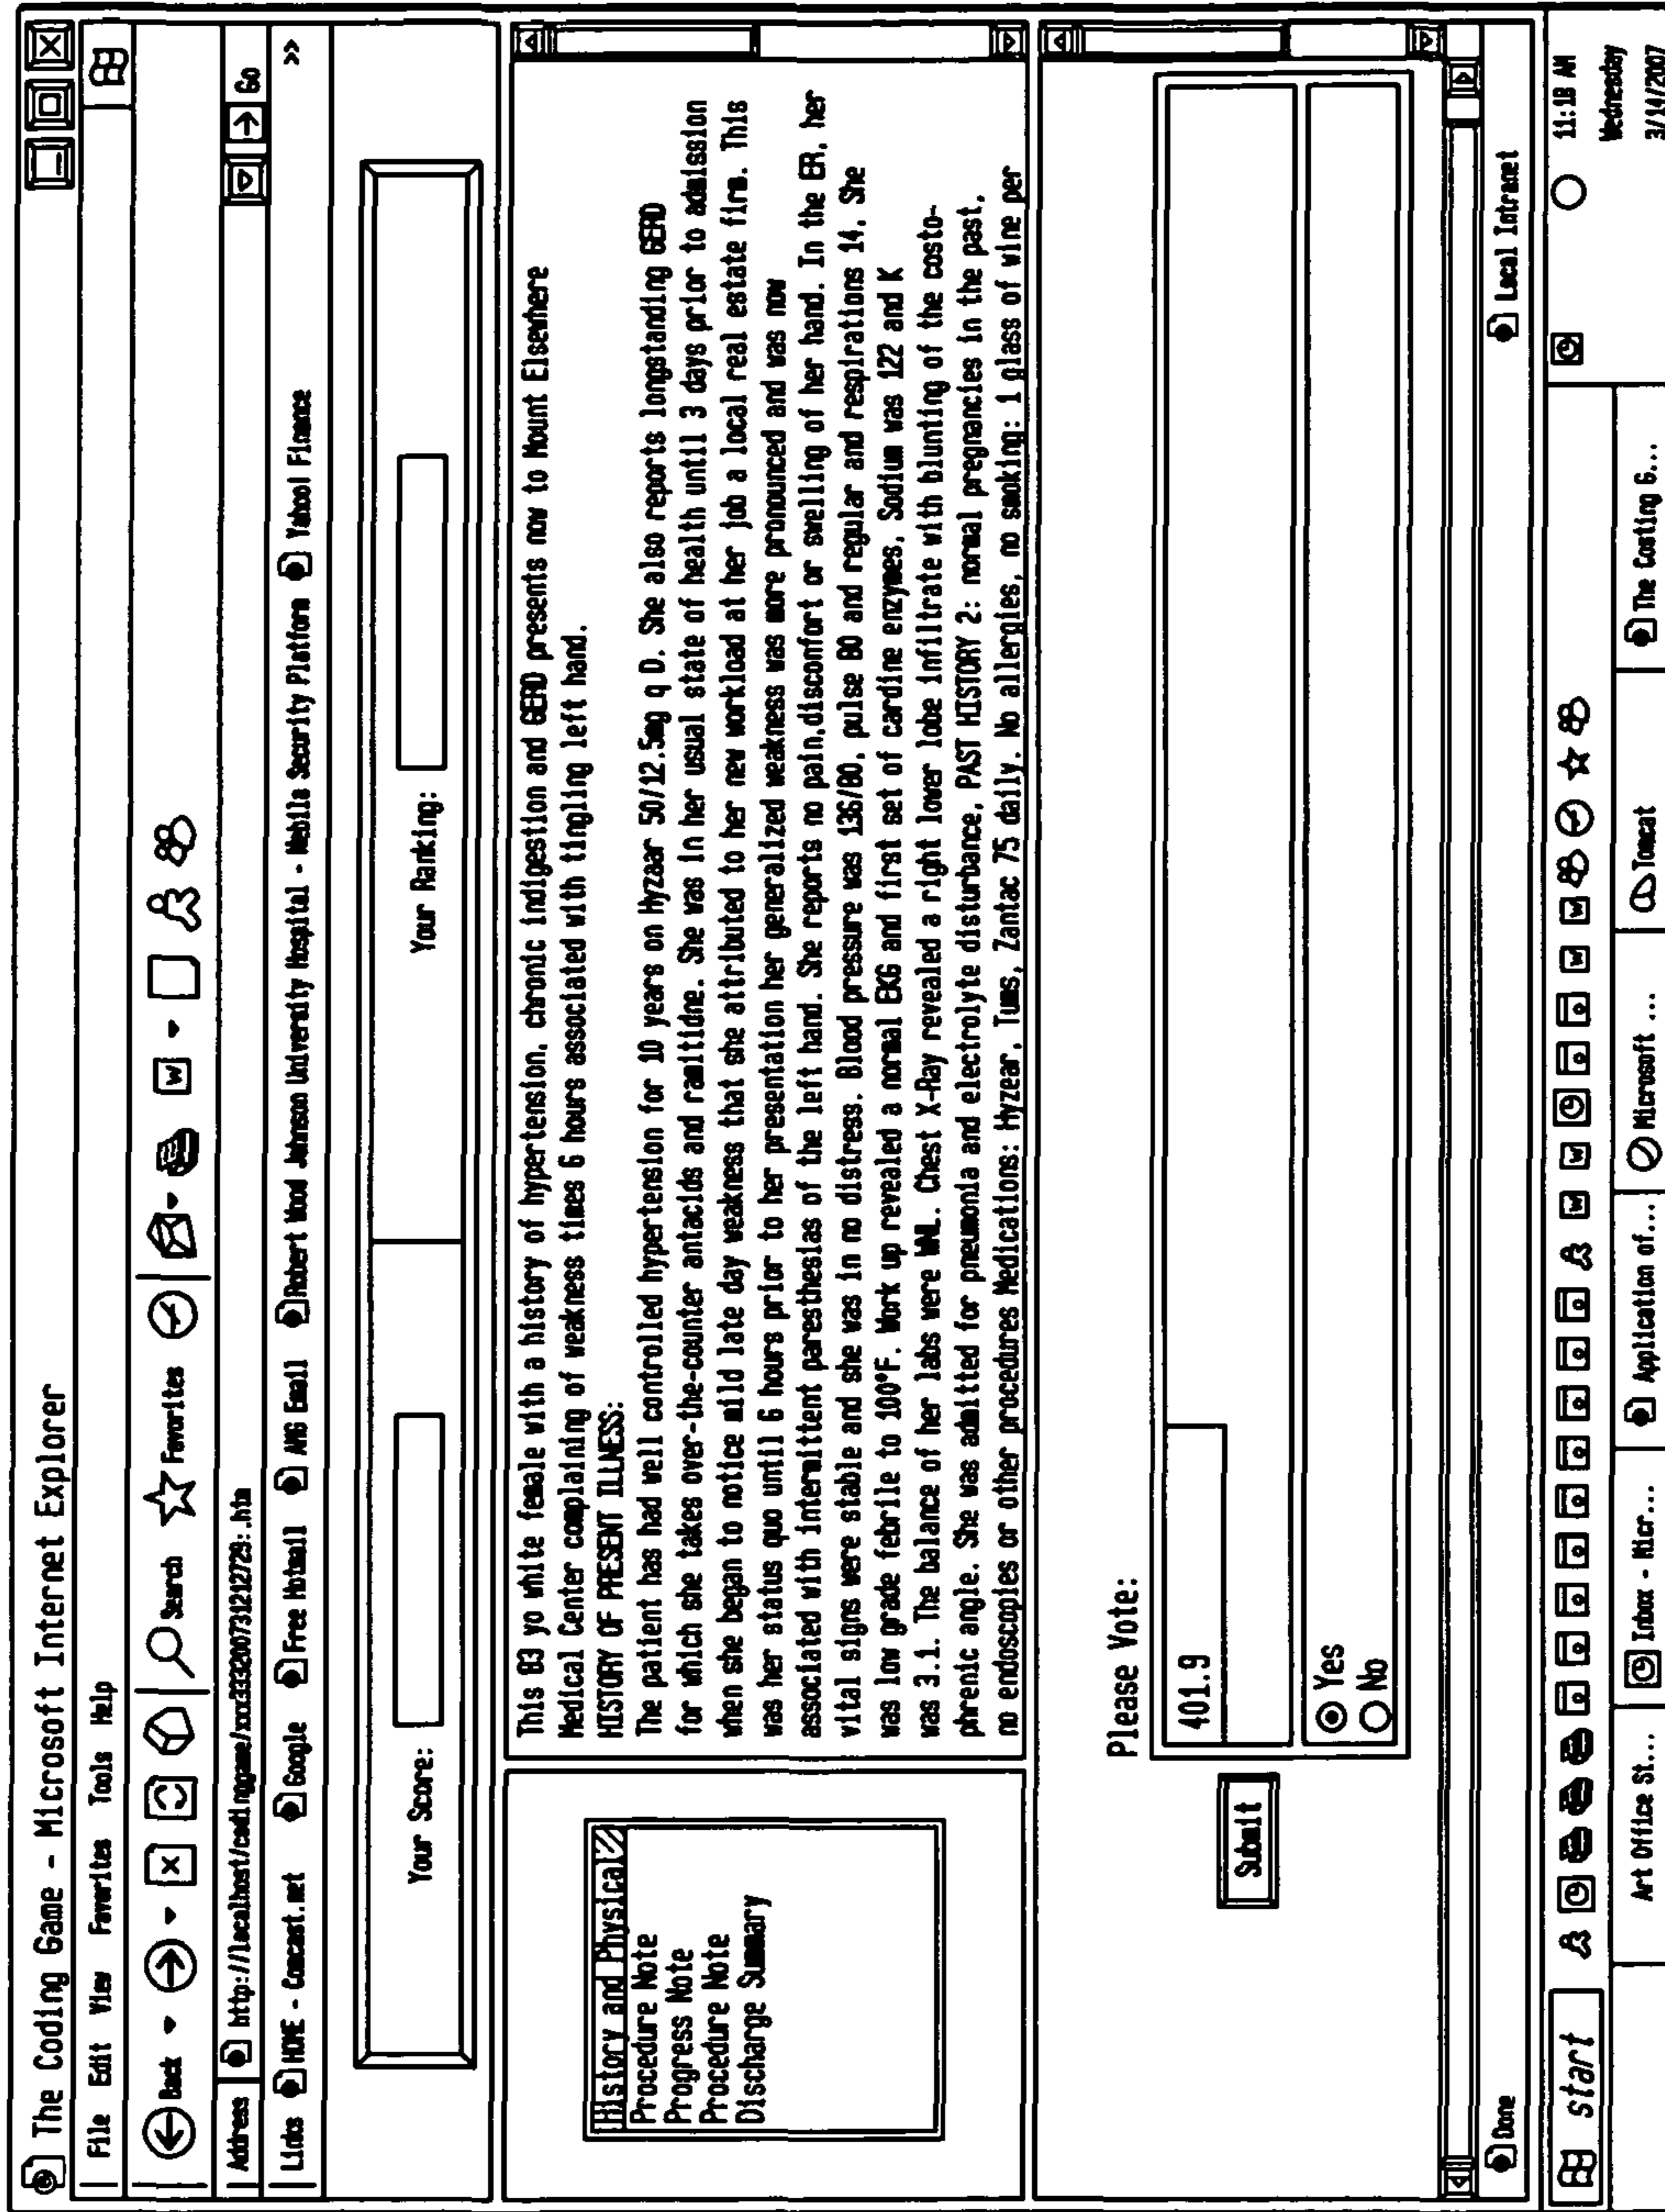 The Coding Game - Microsoft Internet Explorer
File Edit View Favorites Tools Help
Back Search Favorites
Address http://localhost/codinggame/xxx33320073121272729:.htm Go
Links HOME - Comcast.net Google Free Hotmail AMG Email Robert Wood Johnson University Hospital - Security Platform Yahoo! Finance »
Your Score: Your Ranking:
History and Physical
Procedure Note
Progress Note
Procedure Note
Discharge Summary
This 83 yo white female with a history of hypertension, chronic indigestion and GERD presents now to Mount Elsewhere
Medical Center complaining of weakness times 6 hours associated with tingling left hand.
HISTORY OF PRESENT ILLNESS:
The patient has had well controlled hypertension for 10 years on Hyzaar 50/12.5mg q D. She also reports longstanding GERD
for which she takes over-the-counter antacids and ramitidne. She was in her usual state of health until 3 days prior to admission
when she began to notice mild late day weakness that she attributed to her new workload at her job a local real estate firm. This
was her status quo until 6 hours prior to her presentation her generalized weakness was more pronounced and was now
associated with intermittent paresthesias of the left hand. She reports no pain,discomfort or swelling of her hand. In the ER, her
vital signs were stable and she was in no distress. Blood pressure was 136/80, pulse 80 and regular and respirations 14. She
was low grade febrile to 100°F. Work up revealed a normal EKG and first set of cardine enzymes, Sodium was 122 and K
was 3.1. The balance of her labs were WNL. Chest X-Ray revealed a right lower lobe infiltrate with blunting of the costo-
phrenic angle. She was admitted for pneumonia and electrolyte disturbance, PAST HISTORY 2: normal pregnancies in the past,
no endoscopies or other procedures Medications: Hyzear, Tums, Zantac 75 daily. No allergies, no smoking: 1 glass of wine per
Please Vote:
Submit
401.9
Yes
No
Done Local Intranet
start 11:18 AM
Wednesday
3/14/2007
Art Office St... Inbox - Micr... Application of... Microsoft ... Tomcat The Costing G...